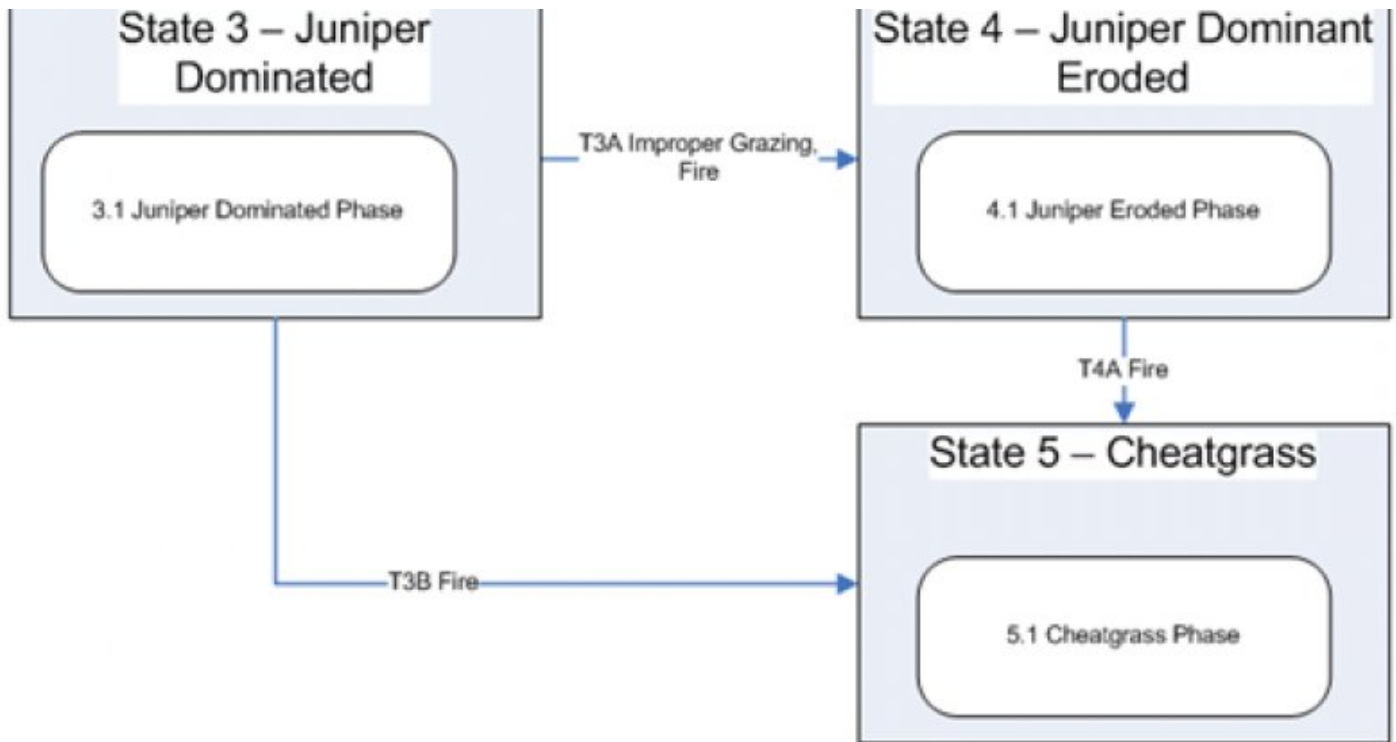 State 3 – Juniper
Dominated
State 4 – Juniper Dominant
Eroded
T3A Improper Grazing,
Fire
3.1 Juniper Dominated Phase
4.1 Juniper Eroded Phase
T4A Fire
State 5 – Cheatgrass
T3B Fire
5.1 Cheatgrass Phase